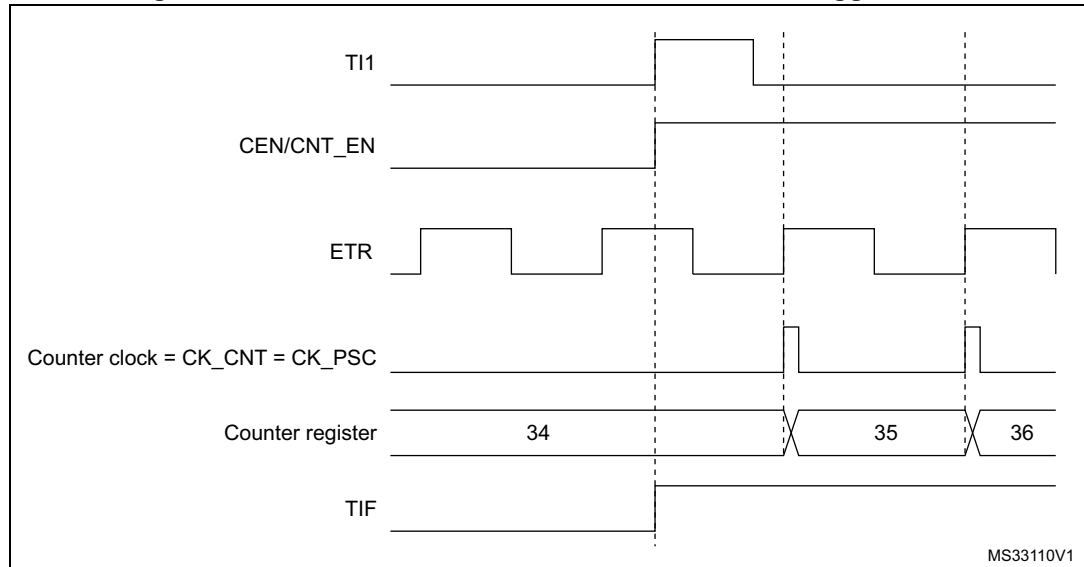 TI1
CEN/CNT_EN
ETR
Counter clock = CK_CNT = CK_PSC
Counter register 34 35 36
TIF
MS33110V1